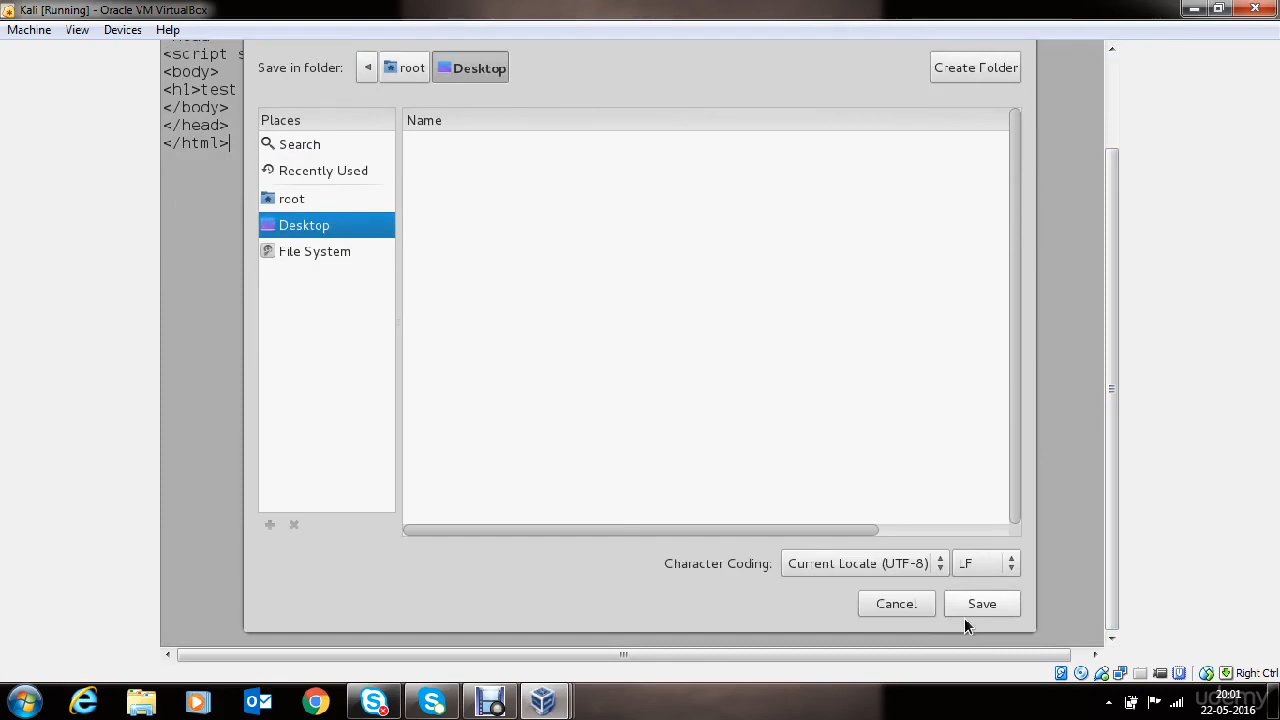 Kali [Running] - Oracle VM VirtualBox
Machine View Devices Help
<script s
<body>
<h1>test
</body>
</head>
</html>
Save in folder: root Desktop Create Folder
Places
Search
Recently Used
root
Desktop
File System
Name
Character Coding: Current Locale (UTF-8) LF
Cancel Save
Right Ctrl
20:01
22-05-2016
udemy